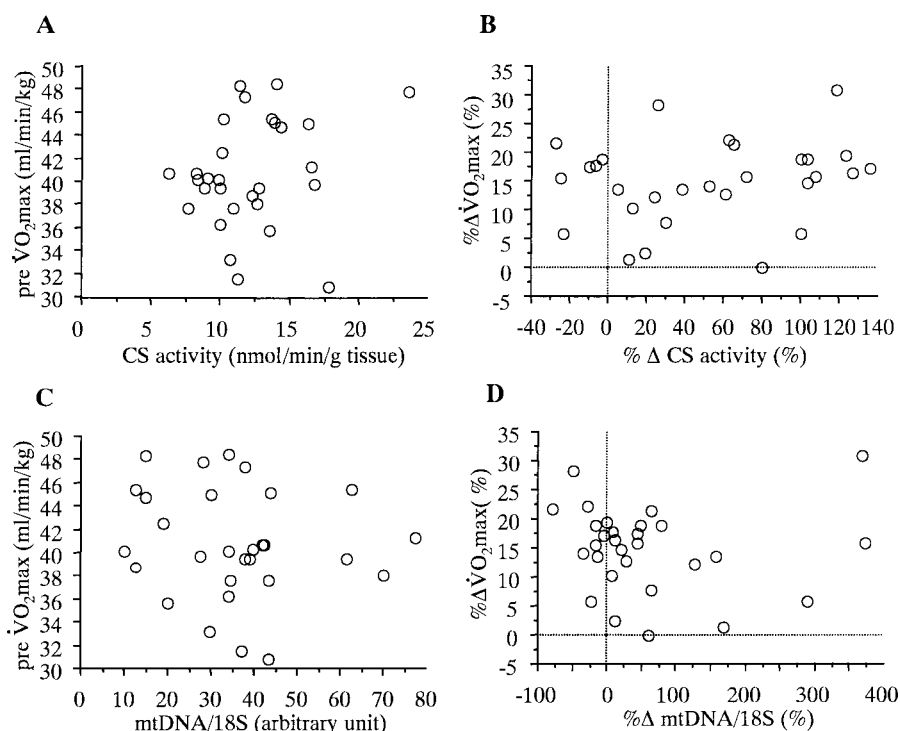 A
pre V̇O₂max (ml/min/kg)
50
48
46
44
42
40
38
36
34
32
30
0 5 10 15 20 25
CS activity (nmol/min/g tissue)
B
%ΔV̇O₂max (%)
35
30
25
20
15
10
5
0
-5
-40 -20 0 20 40 60 80 100 120 140
% Δ CS activity (%)
C
pre V̇O₂max (ml/min/kg)
50
48
46
44
42
40
38
36
34
32
30
0 10 20 30 40 50 60 70 80
mtDNA/18S (arbitrary unit)
D
%ΔV̇O₂max( %)
35
30
25
20
15
10
5
0
-5
-100 0 100 200 300 400
%Δ mtDNA/18S (%)